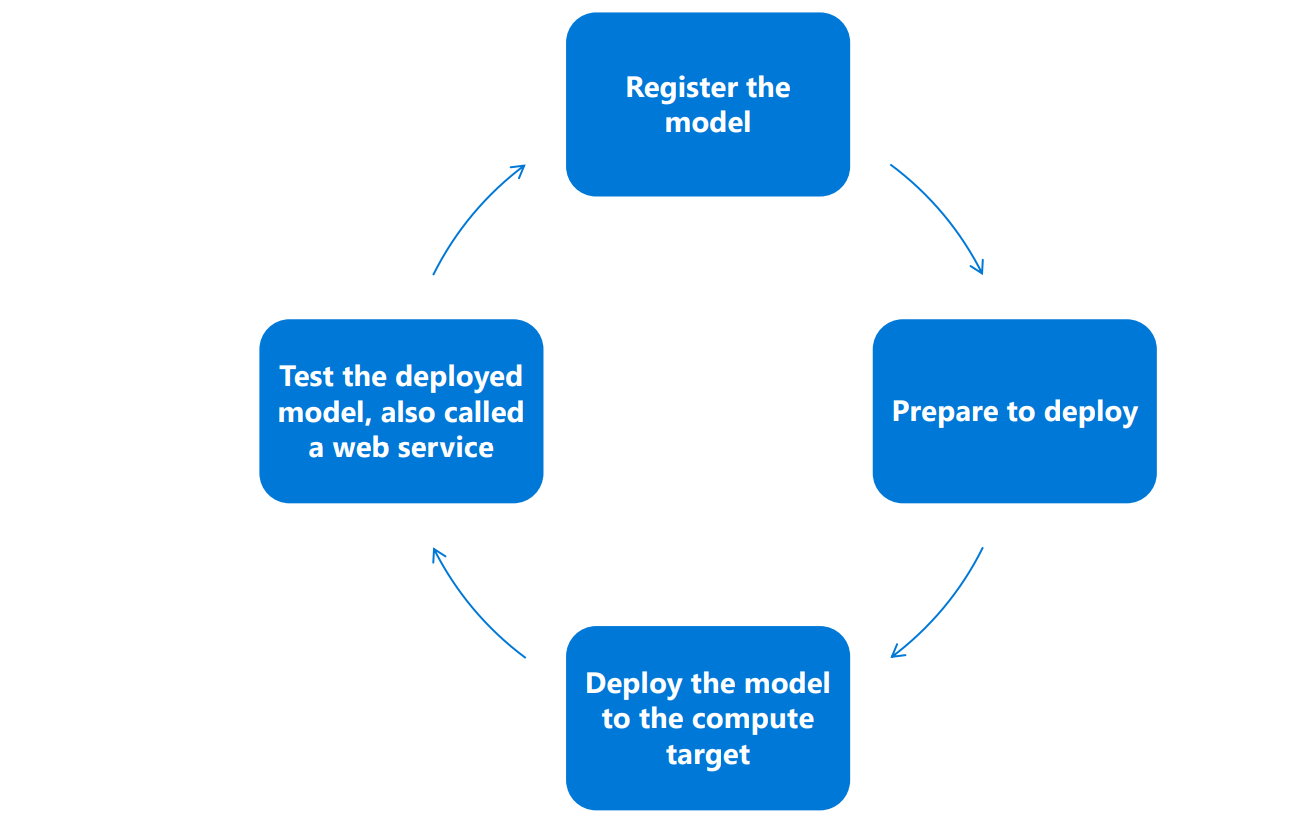 Register the
model
Prepare to deploy
Deploy the model
to the compute
target
Test the deployed
model, also called
a web service